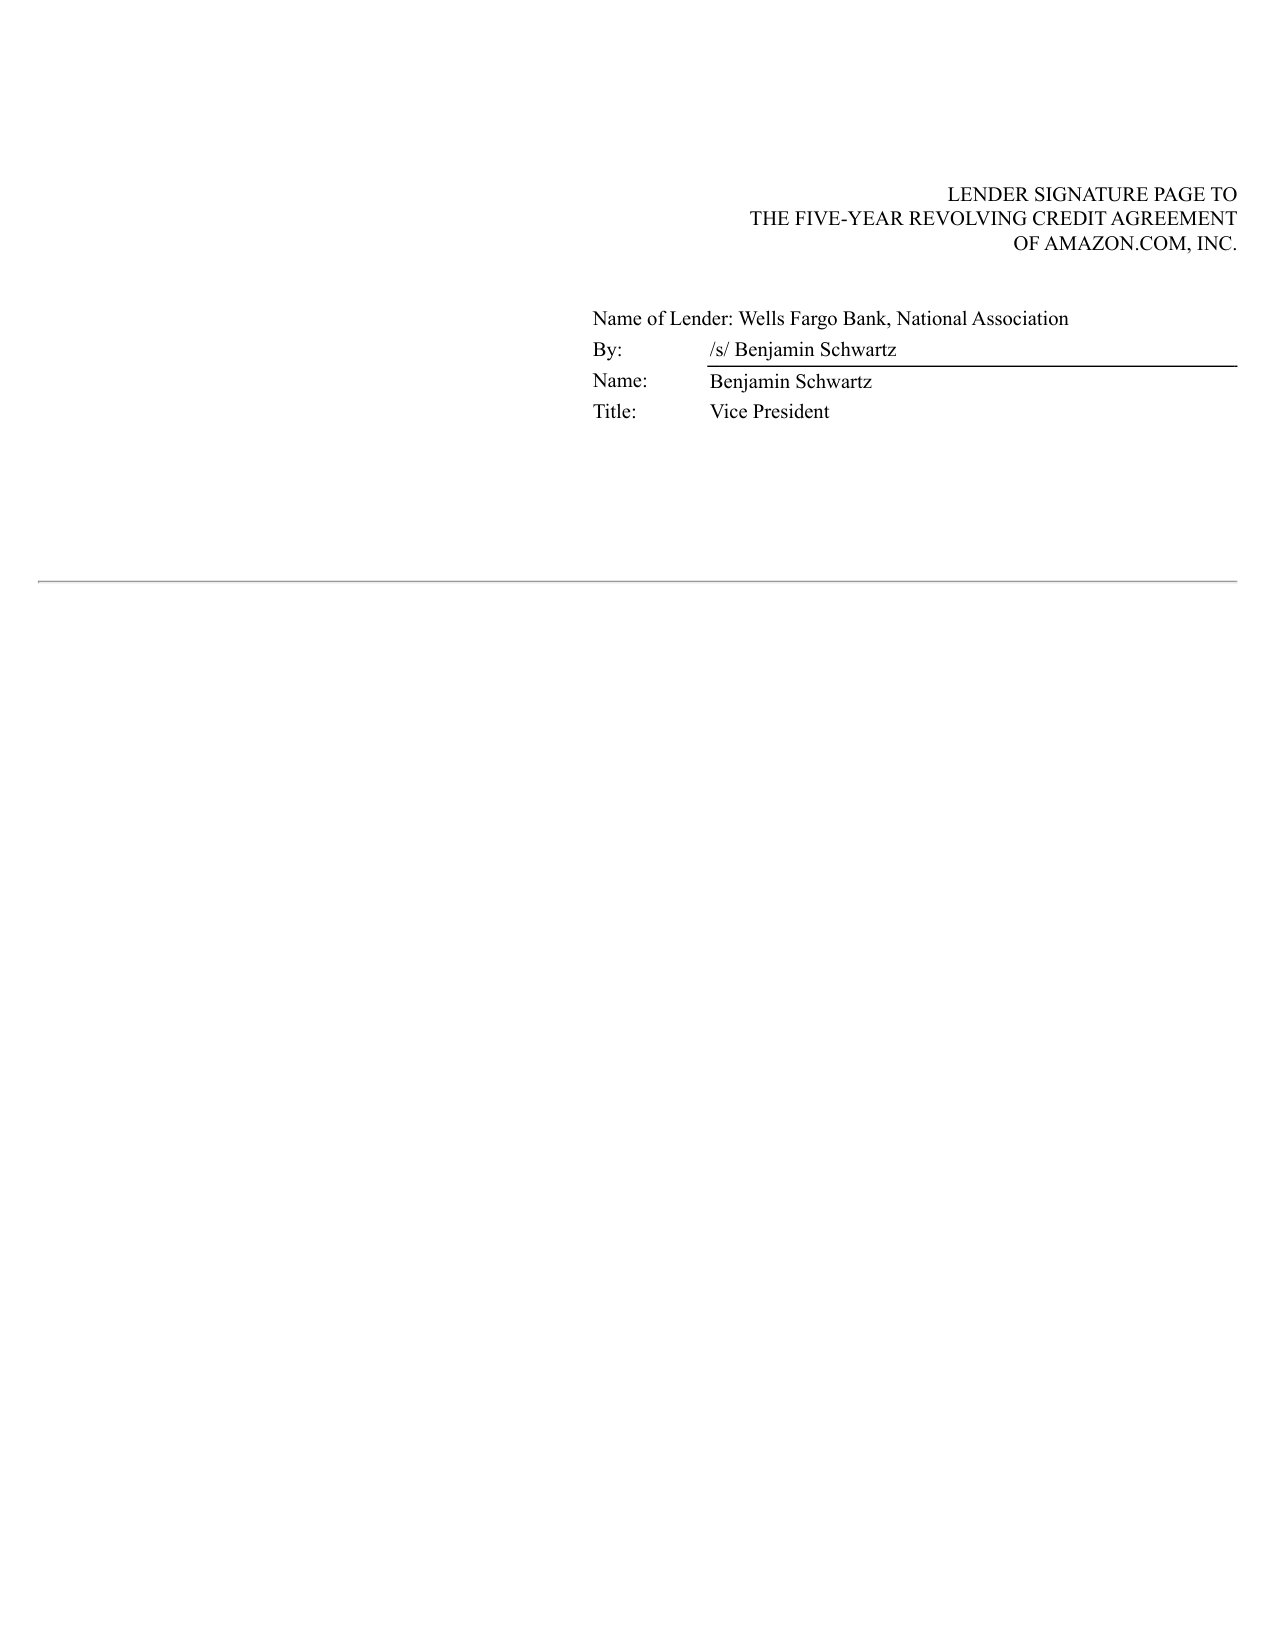 LENDER SIGNATURE PAGE TO
THE FIVE-YEAR REVOLVING CREDIT AGREEMENT
OF AMAZON.COM, INC.
Name of Lender: Wells Fargo Bank, National Association
By: /s/ Benjamin Schwartz
Name: Benjamin Schwartz
Title: Vice President